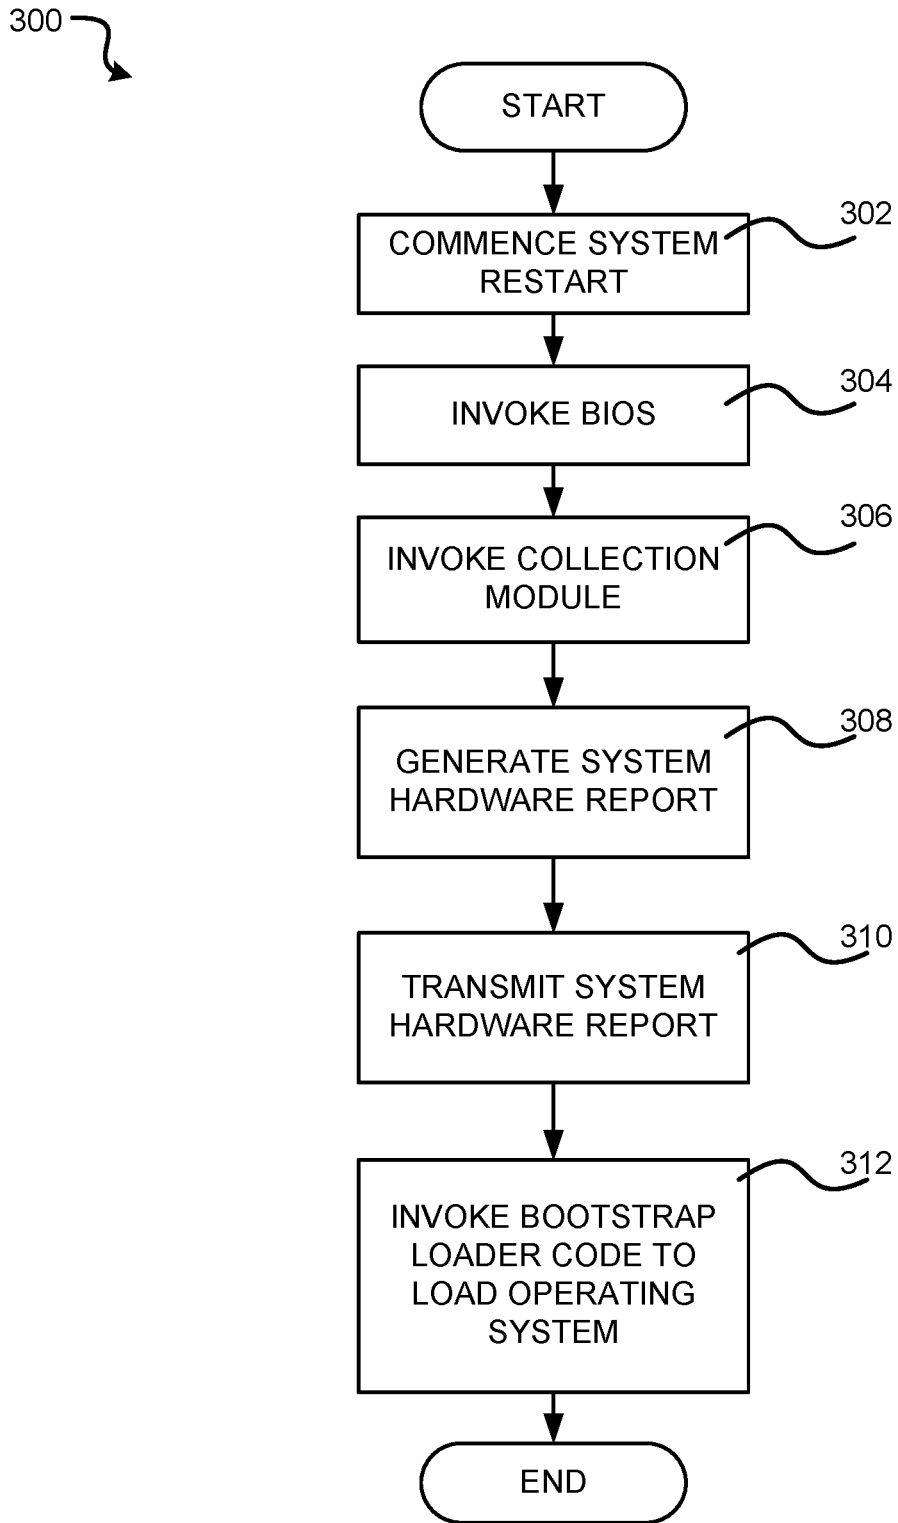 300
START
302
COMMENCE SYSTEM
RESTART
304
INVOKE BIOS
306
INVOKE COLLECTION
MODULE
308
GENERATE SYSTEM
HARDWARE REPORT
310
TRANSMIT SYSTEM
HARDWARE REPORT
312
INVOKE BOOTSTRAP
LOADER CODE TO
LOAD OPERATING
SYSTEM
END